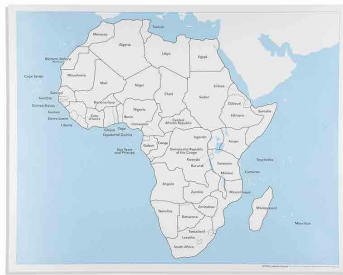 Tunisia
Morocco
Algeria
Western Sahara
Libya
Egypt
Cape Verde
Mauritania
Mali
Niger
Chad
Sudan
Eritrea
Senegal
Gambia
Guinea-Bissau
Guinea
Sierra Leone
Liberia
Burkina Faso
Nigeria
Benin
Togo
Ghana
Cameroon
Central
African Republic
Djibouti
Ethiopia
Somalia
Equatorial Guinea
Sao Tome
and Principe
Gabon
Congo
Democratic Republic
of the Congo
Uganda
Kenya
Rwanda
Burundi
Tanzania
Seychelles
Comoros
Malawi
Angola
Zambia
Mozambique
Madagascar
Mauritius
Zimbabwe
Namibia
Botswana
Swaziland
Lesotho
South Africa